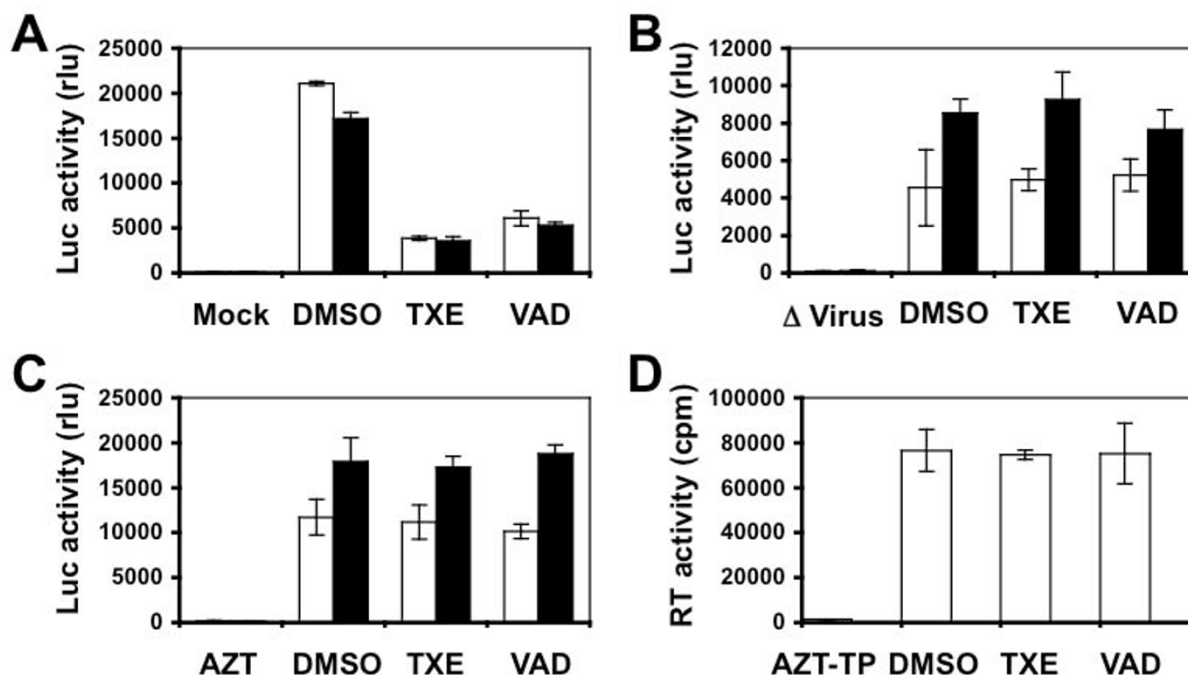 A
Luc activity (rlu)
25000
20000
15000
10000
5000
0
Mock DMSO TXE VAD
B
Luc activity (rlu)
12000
10000
8000
6000
4000
2000
0
Δ Virus DMSO TXE VAD
C
Luc activity (rlu)
25000
20000
15000
10000
5000
0
AZT DMSO TXE VAD
D
RT activity (cpm)
100000
80000
60000
40000
20000
0
AZT-TP DMSO TXE VAD